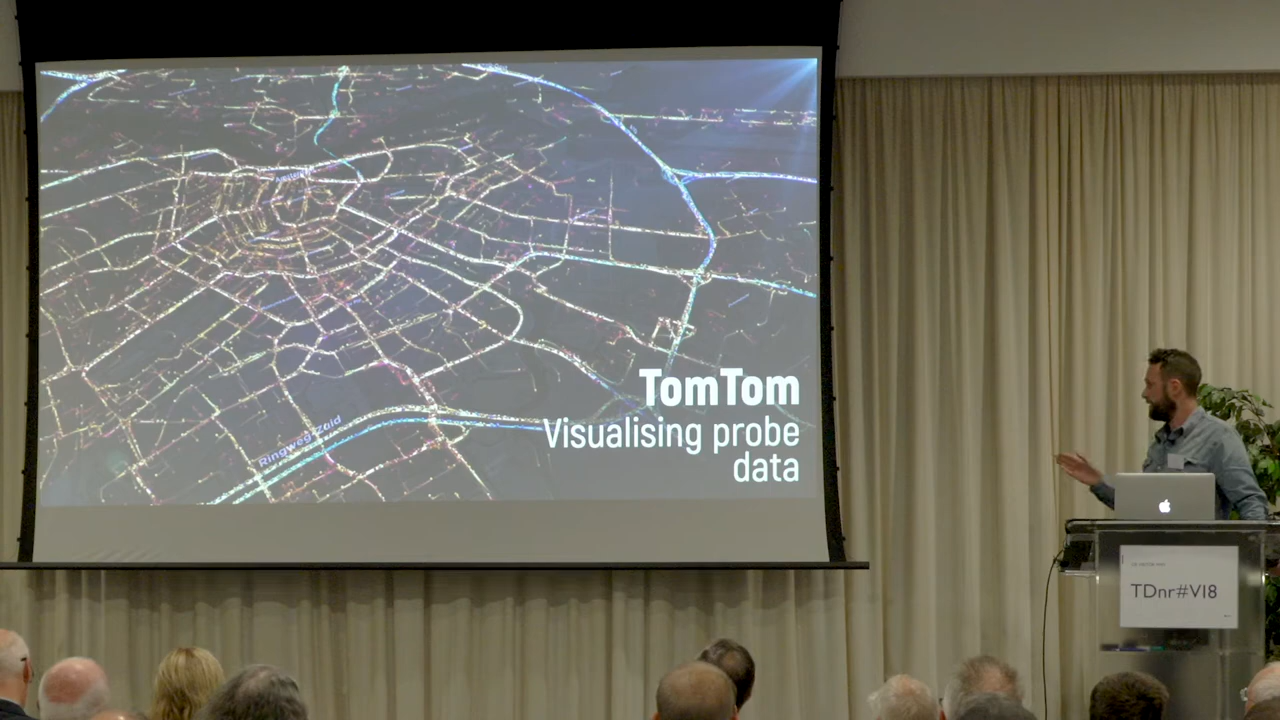 TomTom
Visualising probe
data
Ringweg Zuid
TDnr#VI8